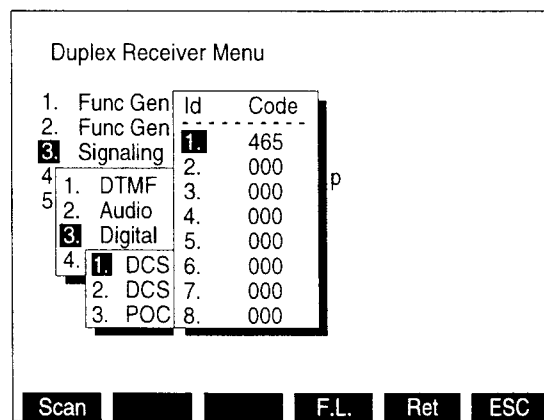 Duplex Receiver Menu
1. Func Gen
2. Func Gen
3. Signaling
4
5
p
1. DTMF
2. Audio
3. Digital
4.
1. DCS
2. DCS
3. POC
Id Code
1. 465
2. 000
3. 000
4. 000
5. 000
6. 000
7. 000
8. 000
Scan F.L. Ret ESC